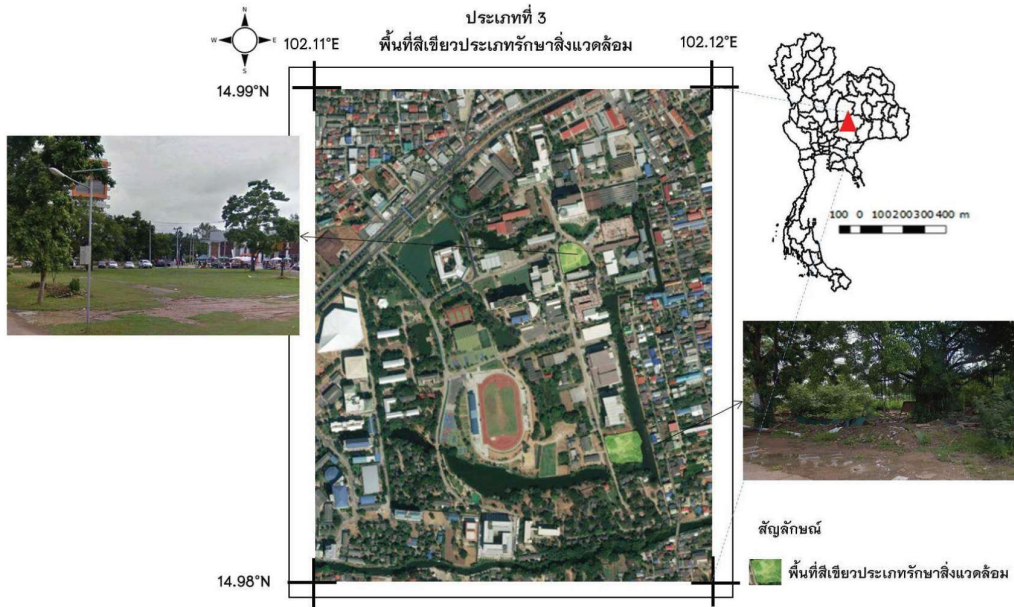 ประเภทที่ 3
พื้นที่สีเขียวประเภทรักษาสิ่งแวดล้อม
N
W E
S
102.11°E
102.12°E
14.99°N
100 0 100200300400 m
สัญลักษณ์
พื้นที่สีเขียวประเภทรักษาสิ่งแวดล้อม
14.98°N